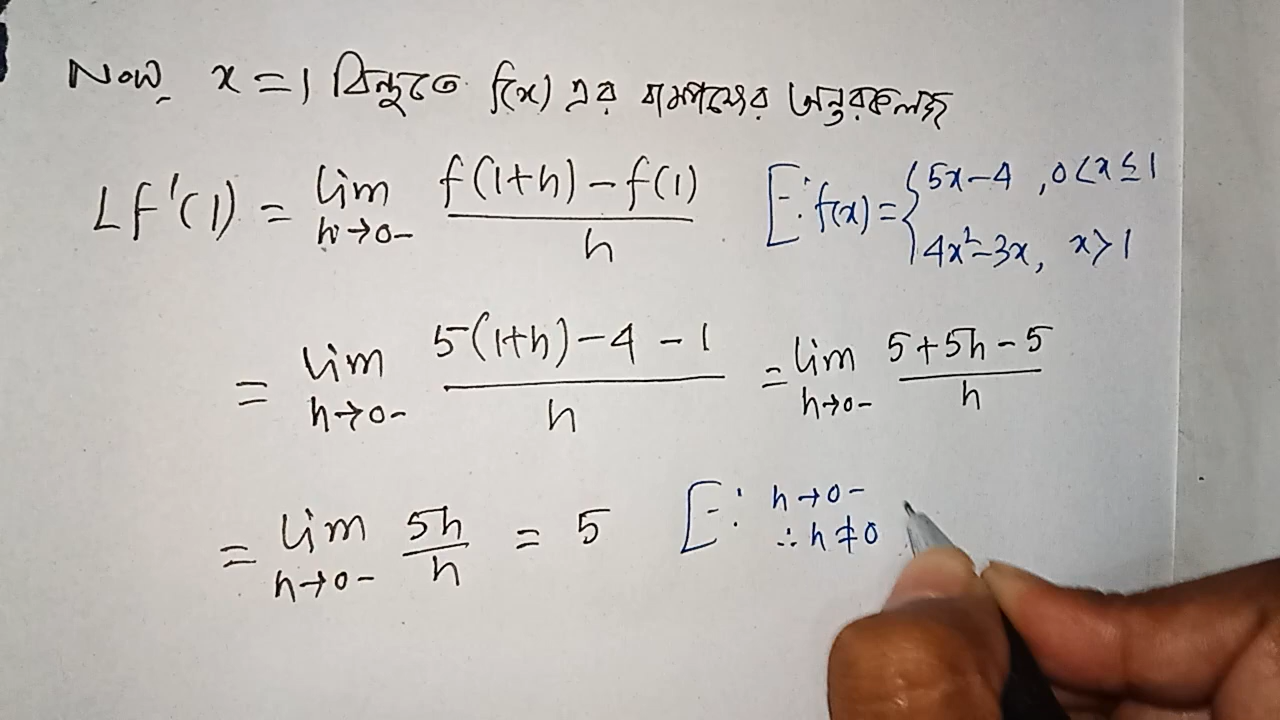 Now, x = 1 বিন্দুতে f(x) এর বামপক্ষের অন্তরকলজ
Lf'(1) = lim h→0- f(1+h) - f(1) / h [∵ f(x) = { 5x-4 , 0<x≤1
4x²-3x, x>1
= lim h→0- 5(1+h) - 4 - 1 / h = lim h→0- 5+5h-5 / h
= lim h→0- 5h / h = 5 [∵ h→0-
∴ h≠0